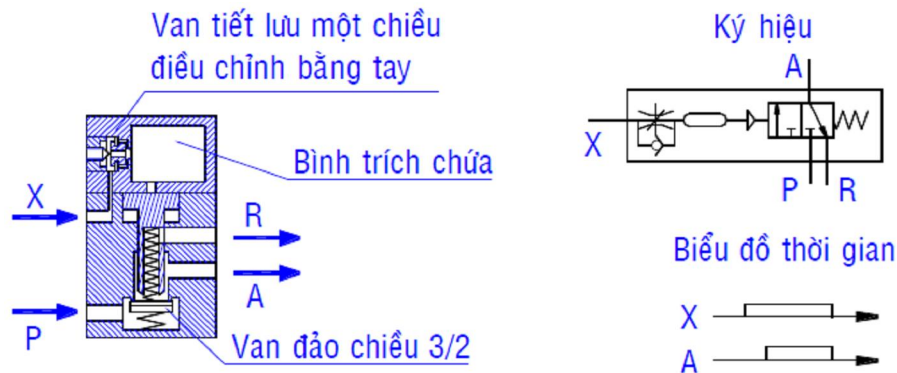 Van tiết lưu một chiều
điều chỉnh bằng tay
Bình trích chứa
X
R
A
P
Van đảo chiều 3/2
Ký hiệu
A
X
P R
Biểu đồ thời gian
X
A